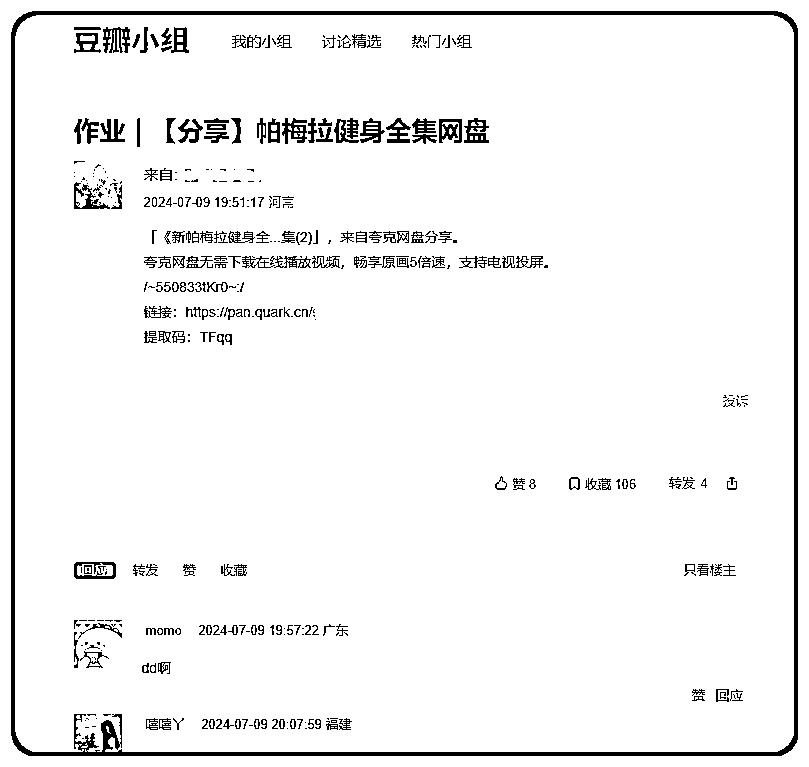 豆瓣小组 我的小组 讨论精选 热门小组
作业 | 【分享】帕梅拉健身全集网盘
来自:
2024-07-09 19:51:17 河南
「《新帕梅拉健身全...集(2)」，来自夸克网盘分享。
夸克网盘无需下载在线播放视频，畅享原画5倍速，支持电视投屏。
/~550833tKr0~:/
链接：https://pan.quark.cn/s
提取码：TFqq
投诉
赞 8 收藏 106 转发 4
回应 转发 赞 收藏 只看楼主
momo 2024-07-09 19:57:22 广东
dd啊
赞 回应
嘻嘻丫 2024-07-09 20:07:59 福建